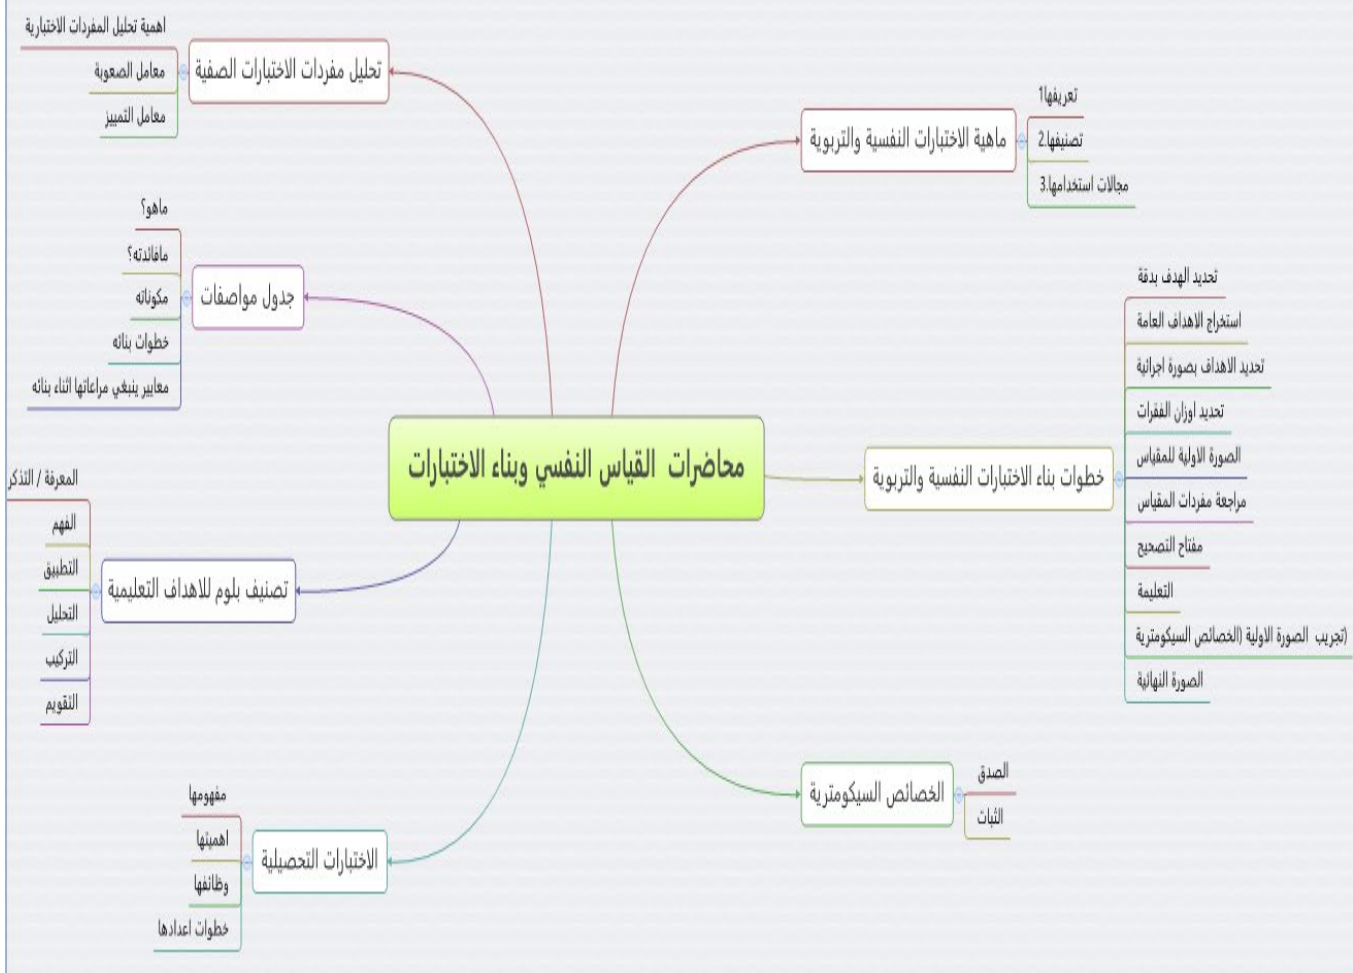 محاضرات القياس النفسي وبناء الاختبارات
ماهية الاختبارات النفسية والتربوية
تعريفها1
تصنيفها.2
مجالات استخدامها.3
خطوات بناء الاختبارات النفسية والتربوية
تحديد الهدف بدقة
استخراج الاهداف العامة
تحديد الاهداف بصورة اجرائية
تحديد اوزان الفقرات
الصورة الاولية للمقياس
مراجعة مفردات المقياس
مفتاح التصحيح
التعليمة
(تجريب الصورة الاولية (الخصائص السيكومترية
الصورة النهائية
الخصائص السيكومترية
الصدق
الثبات
تحليل مفردات الاختبارات الصفية
اهمية تحليل المفردات الاختبارية
معامل الصعوبة
معامل التمييز
جدول مواصفات
ماهو؟
مافائدته؟
مكوناته
خطوات بنائه
معايير ينبغي مراعاتها اثناء بنائه
تصنيف بلوم للاهداف التعليمية
المعرفة / التذكر
الفهم
التطبيق
التحليل
التركيب
التقويم
الاختبارات التحصيلية
مفهومها
اهميتها
وظائفها
خطوات اعدادها